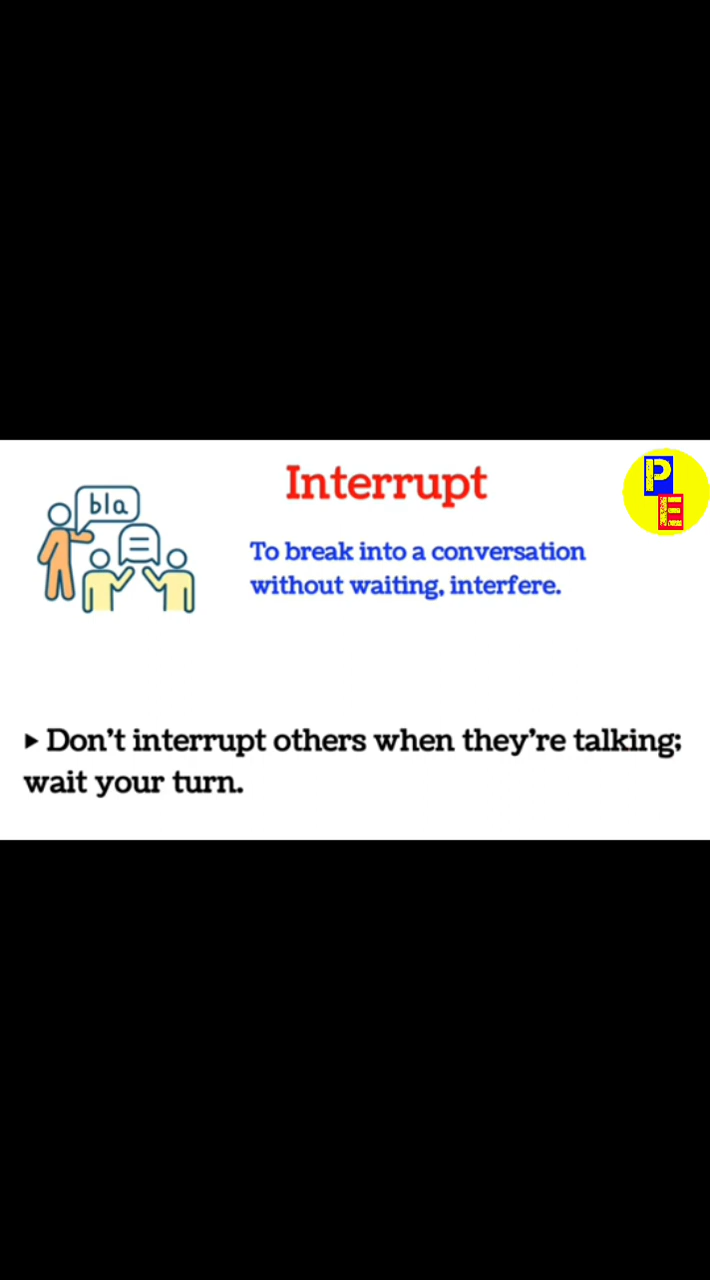 bla
Interrupt
P
E
To break into a conversation
without waiting, interfere.
▸ Don't interrupt others when they're talking;
wait your turn.